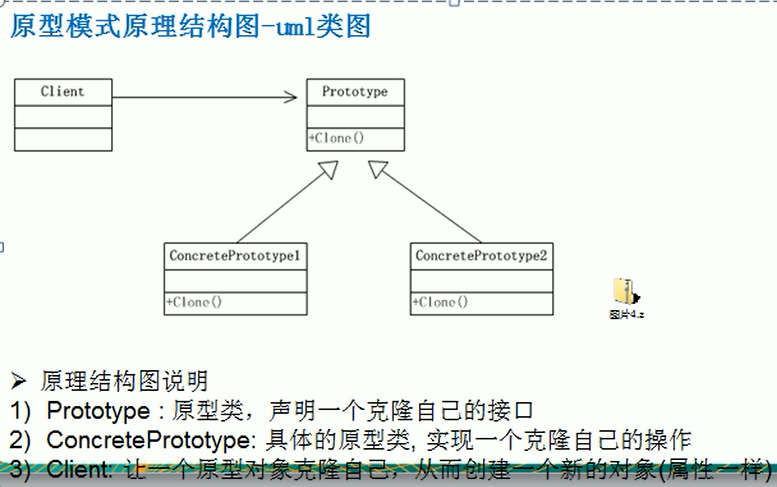 原型模式原理结构图-uml类图
Client
Prototype
+Clone()
ConcretePrototype1
ConcretePrototype2
+Clone()
+Clone()
图片4.z
➢ 原理结构图说明
1) Prototype : 原型类，声明一个克隆自己的接口
2) ConcretePrototype: 具体的原型类, 实现一个克隆自己的操作
3) Client: 让一个原型对象克隆自己，从而创建一个新的对象(属性一样)